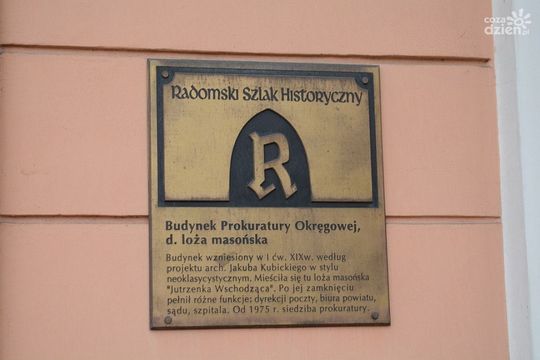 coza
dzień.pl
Radomski Szlak Historyczny
R
Budynek Prokuratury Okręgowej,
d. loża masońska
Budynek wzniesiony w I ćw. XIXw. według
projektu arch. Jakuba Kubickiego w stylu
neoklasycystycznym. Mieściła się tu loża masońska
"Jutrzenka Wschodząca". Po jej zamknięciu
pełnił różne funkcje: dyrekcji poczty, biura powiatu,
sądu, szpitala. Od 1975 r. siedziba prokuratury.